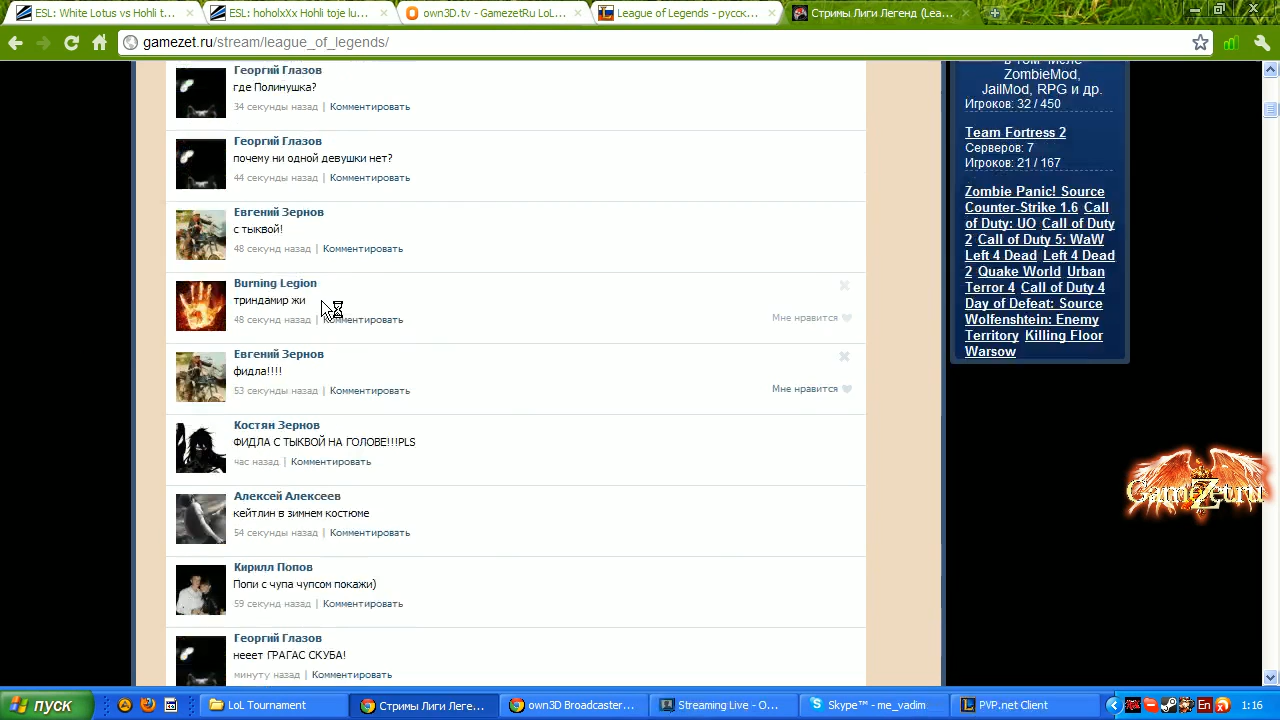 ESL: White Lotus vs Hohli t...
ESL: hoholxXx Hohli toje lu...
own3D.tv - GamezetRu LoL...
League of Legends - русск...
Стримы Лиги Легенд (Lea...
gamezet.ru/stream/league_of_legends/
Георгий Глазов
где Полинушка?
34 секунды назад | Комментировать
Георгий Глазов
почему ни одной девушки нет?
44 секунды назад | Комментировать
Евгений Зернов
с тыквой!
48 секунд назад | Комментировать
Burning Legion
триндамир жи
48 секунд назад | Комментировать
Мне нравится
Евгений Зернов
фидла!!!!
53 секунды назад | Комментировать
Мне нравится
Костян Зернов
ФИДЛА С ТЫКВОЙ НА ГОЛОВЕ!!!PLS
час назад | Комментировать
Алексей Алексеев
кейтлин в зимнем костюме
54 секунды назад | Комментировать
Кирилл Попов
Попи с чупа чупсом покажи)
59 секунд назад | Комментировать
Георгий Глазов
нееет ГРАГАС СКУБА!
минуту назад | Комментировать
в том числе
ZombieMod,
JailMod, RPG и др.
Игроков: 32 / 450
Team Fortress 2
Серверов: 7
Игроков: 21 / 167
Zombie Panic! Source
Counter-Strike 1.6 Call
of Duty: UO Call of Duty
2 Call of Duty 5: WaW
Left 4 Dead Left 4 Dead
2 Quake World Urban
Terror 4 Call of Duty 4
Day of Defeat: Source
Wolfenshtein: Enemy
Territory Killing Floor
Warsow
GameZet.ru
пуск
LoL Tournament
Стримы Лиги Леге...
own3D Broadcaster...
Streaming Live - O...
Skype™ - me_vadim
PVP.net Client
En
1:16